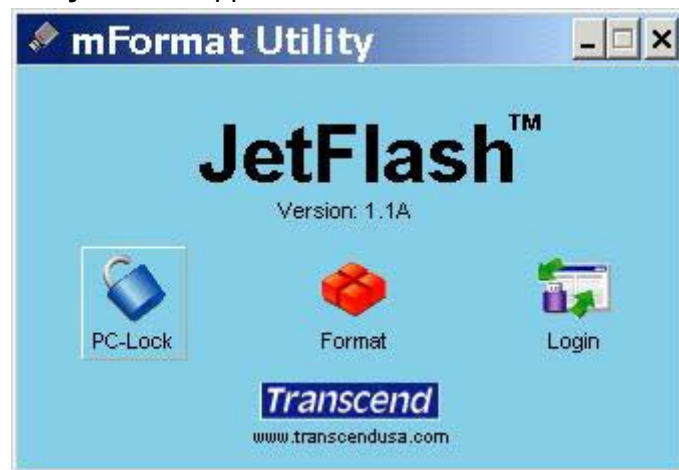 mFormat Utility
JetFlash™
Version: 1.1A
PC-Lock Format Login
Transcend
www.transcendusa.com